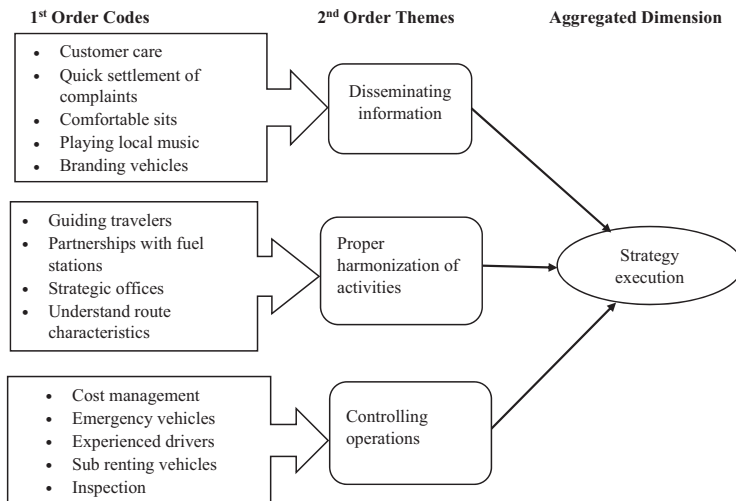 1st Order Codes
2nd Order Themes
Aggregated Dimension
• Customer care
• Quick settlement of
complaints
• Comfortable sits
• Playing local music
• Branding vehicles
Disseminating
information
• Guiding travelers
• Partnerships with fuel
stations
• Strategic offices
• Understand route
characteristics
Proper
harmonization of
activities
Strategy
execution
• Cost management
• Emergency vehicles
• Experienced drivers
• Sub renting vehicles
• Inspection
Controlling
operations